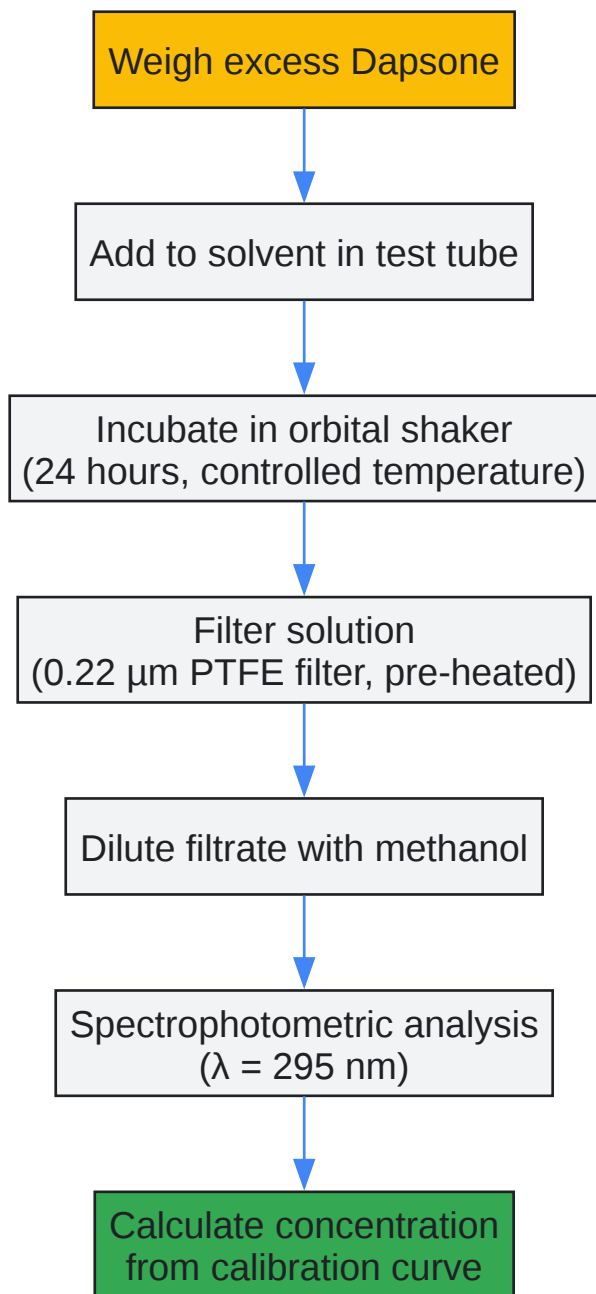 Weigh excess Dapsone
Add to solvent in test tube
Incubate in orbital shaker
(24 hours, controlled temperature)
Filter solution
(0.22 µm PTFE filter, pre-heated)
Dilute filtrate with methanol
Spectrophotometric analysis
(λ = 295 nm)
Calculate concentration
from calibration curve